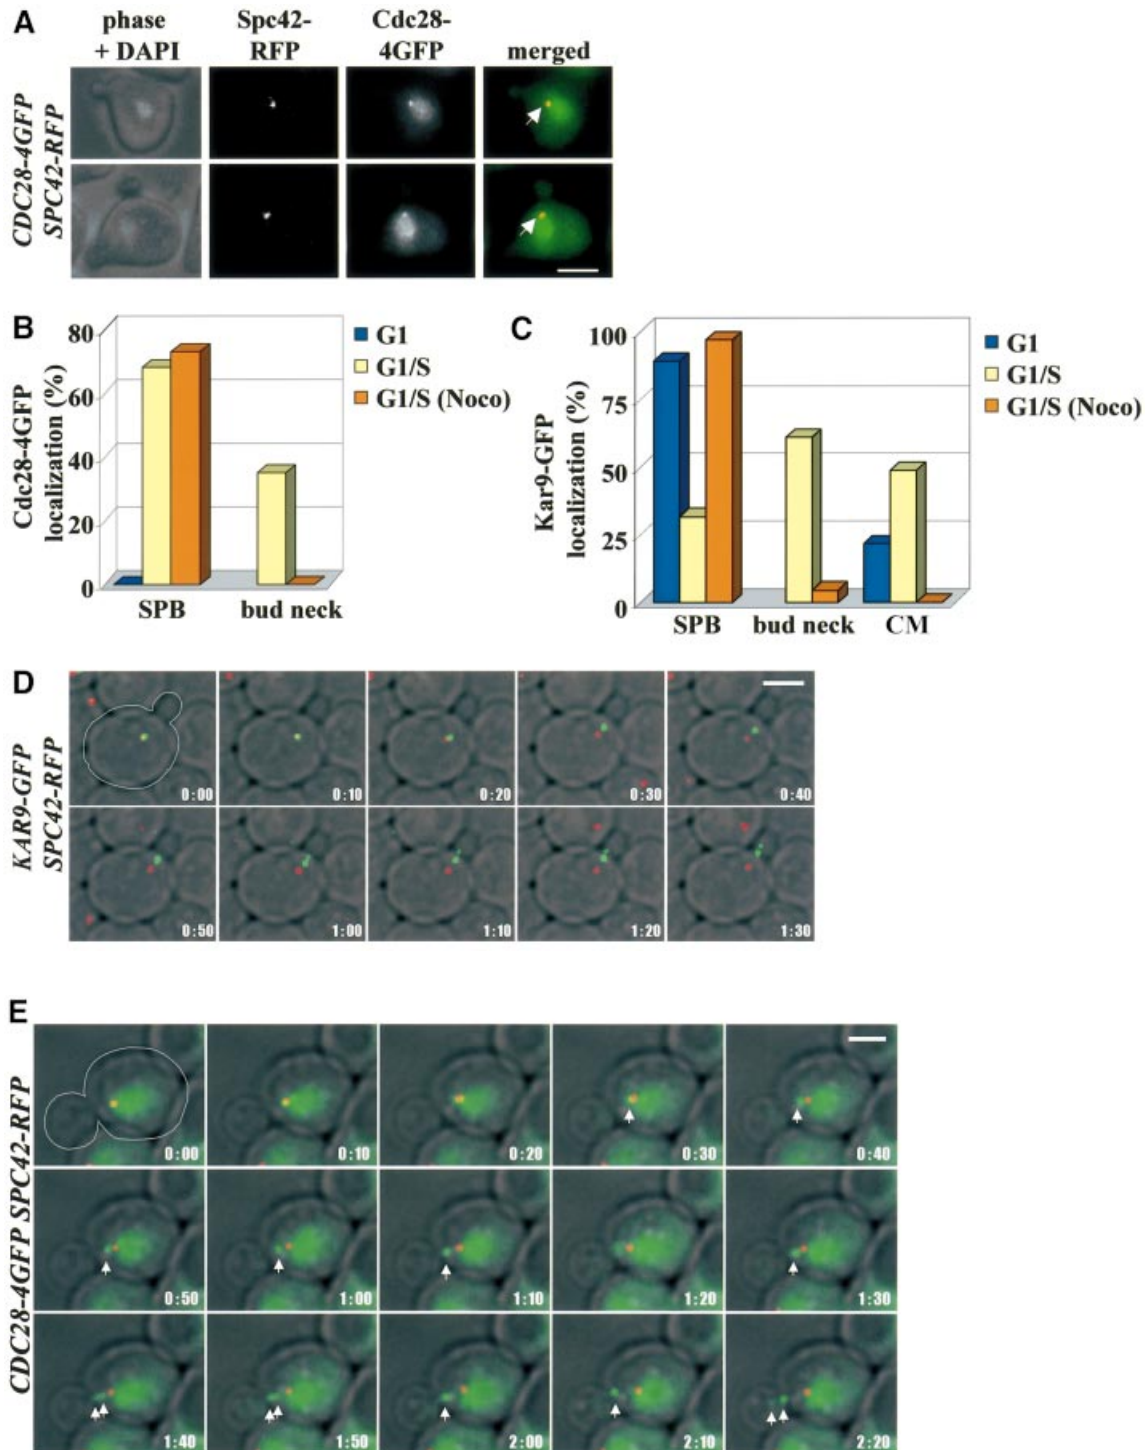 A
phase + DAPI
Spc42-RFP
Cdc28-4GFP
merged
CDC28-4GFP
SPC42-RFP
B
Cdc28-4GFP
localization (%)
80
60
40
20
0
SPB
bud neck
G1
G1/S
G1/S (Noco)
C
Kar9-GFP
localization (%)
100
75
50
25
0
SPB
bud neck
CM
G1
G1/S
G1/S (Noco)
D
KAR9-GFP
SPC42-RFP
0:00
0:10
0:20
0:30
0:40
0:50
1:00
1:10
1:20
1:30
E
CDC28-4GFP SPC42-RFP
0:00
0:10
0:20
0:30
0:40
0:50
1:00
1:10
1:20
1:30
1:40
1:50
2:00
2:10
2:20